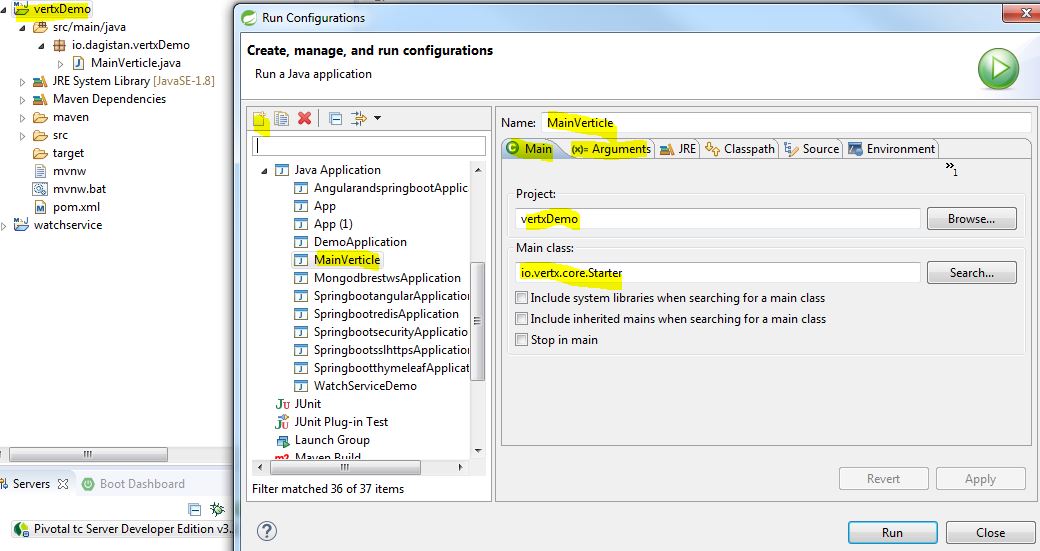 vertxDemo
src/main/java
io.dagistan.vertxDemo
MainVerticle.java
JRE System Library [JavaSE-1.8]
Maven Dependencies
maven
src
target
mvnw
mvnw.bat
pom.xml
watchservice
Servers
Boot Dashboard
Pivotal tc Server Developer Edition v3.
Run Configurations
Create, manage, and run configurations
Run a Java application
Java Application
AngularandspringbootApplic
App
App (1)
DemoApplication
MainVerticle
MongodbrestwsApplication
SpringbootangularApplication
SpringbootredisApplication
SpringbootsecurityApplicatio
SpringbootsslhttpsApplication
SpringbootthymeleafApplica
WatchServiceDemo
JUnit
JUnit Plug-in Test
Launch Group
Maven Build
Filter matched 36 of 37 items
Name: MainVerticle
Main (x)= Arguments JRE Classpath Source Environment
»1
Project:
vertxDemo Browse...
Main class:
io.vertx.core.Starter Search...
Include system libraries when searching for a main class
Include inherited mains when searching for a main class
Stop in main
Revert Apply
Run Close